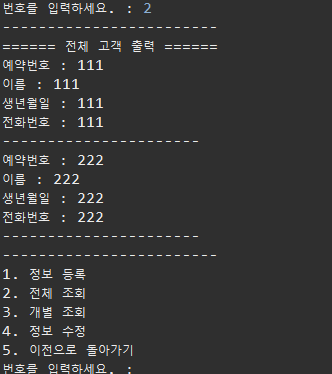 번호를 입력하세요. : 2
------------------------
====== 전체 고객 출력 ======
예약번호 : 111
이름 : 111
생년월일 : 111
전화번호 : 111
----------------------
예약번호 : 222
이름 : 222
생년월일 : 222
전화번호 : 222
----------------------
------------------------
1. 정보 등록
2. 전체 조회
3. 개별 조회
4. 정보 수정
5. 이전으로 돌아가기
번호를 입력하세요. :